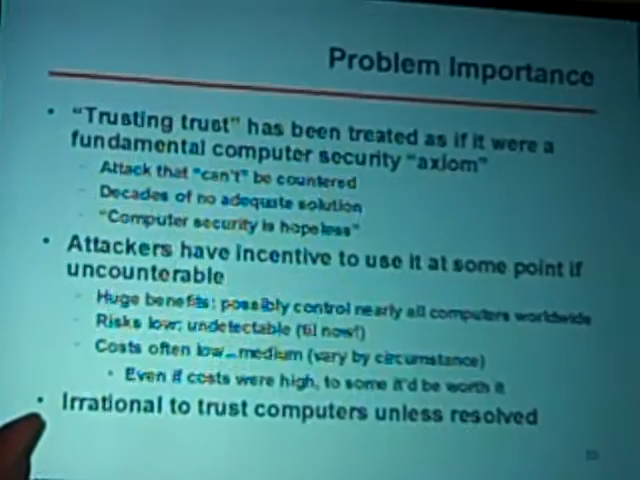 Problem Importance
• "Trusting trust" has been treated as if it were a
fundamental computer security "axiom"
- Attack that "can't" be countered
- Decades of no adequate solution
- "Computer security is hopeless"
• Attackers have incentive to use it at some point if
uncounterable
- Huge benefits: possibly control nearly all computers worldwide
- Risks low: undetectable (til now!)
- Costs often low...medium (vary by circumstance)
• Even if costs were high, to some it'd be worth it
• Irrational to trust computers unless resolved